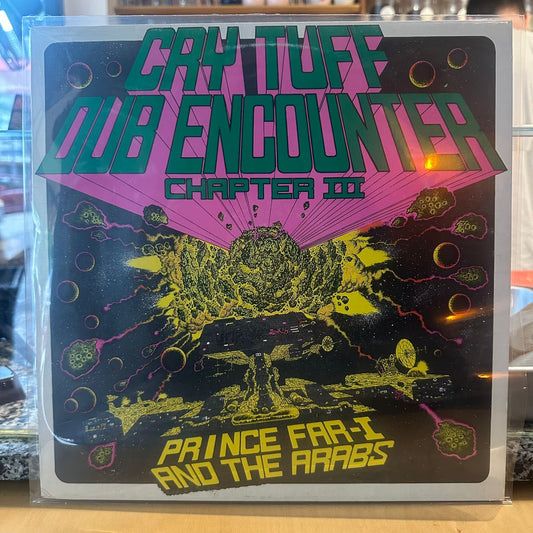 CRY TUFF
DUB ENCOUNTER
CHAPTER III
PRINCE FAR-I
AND THE ARABS